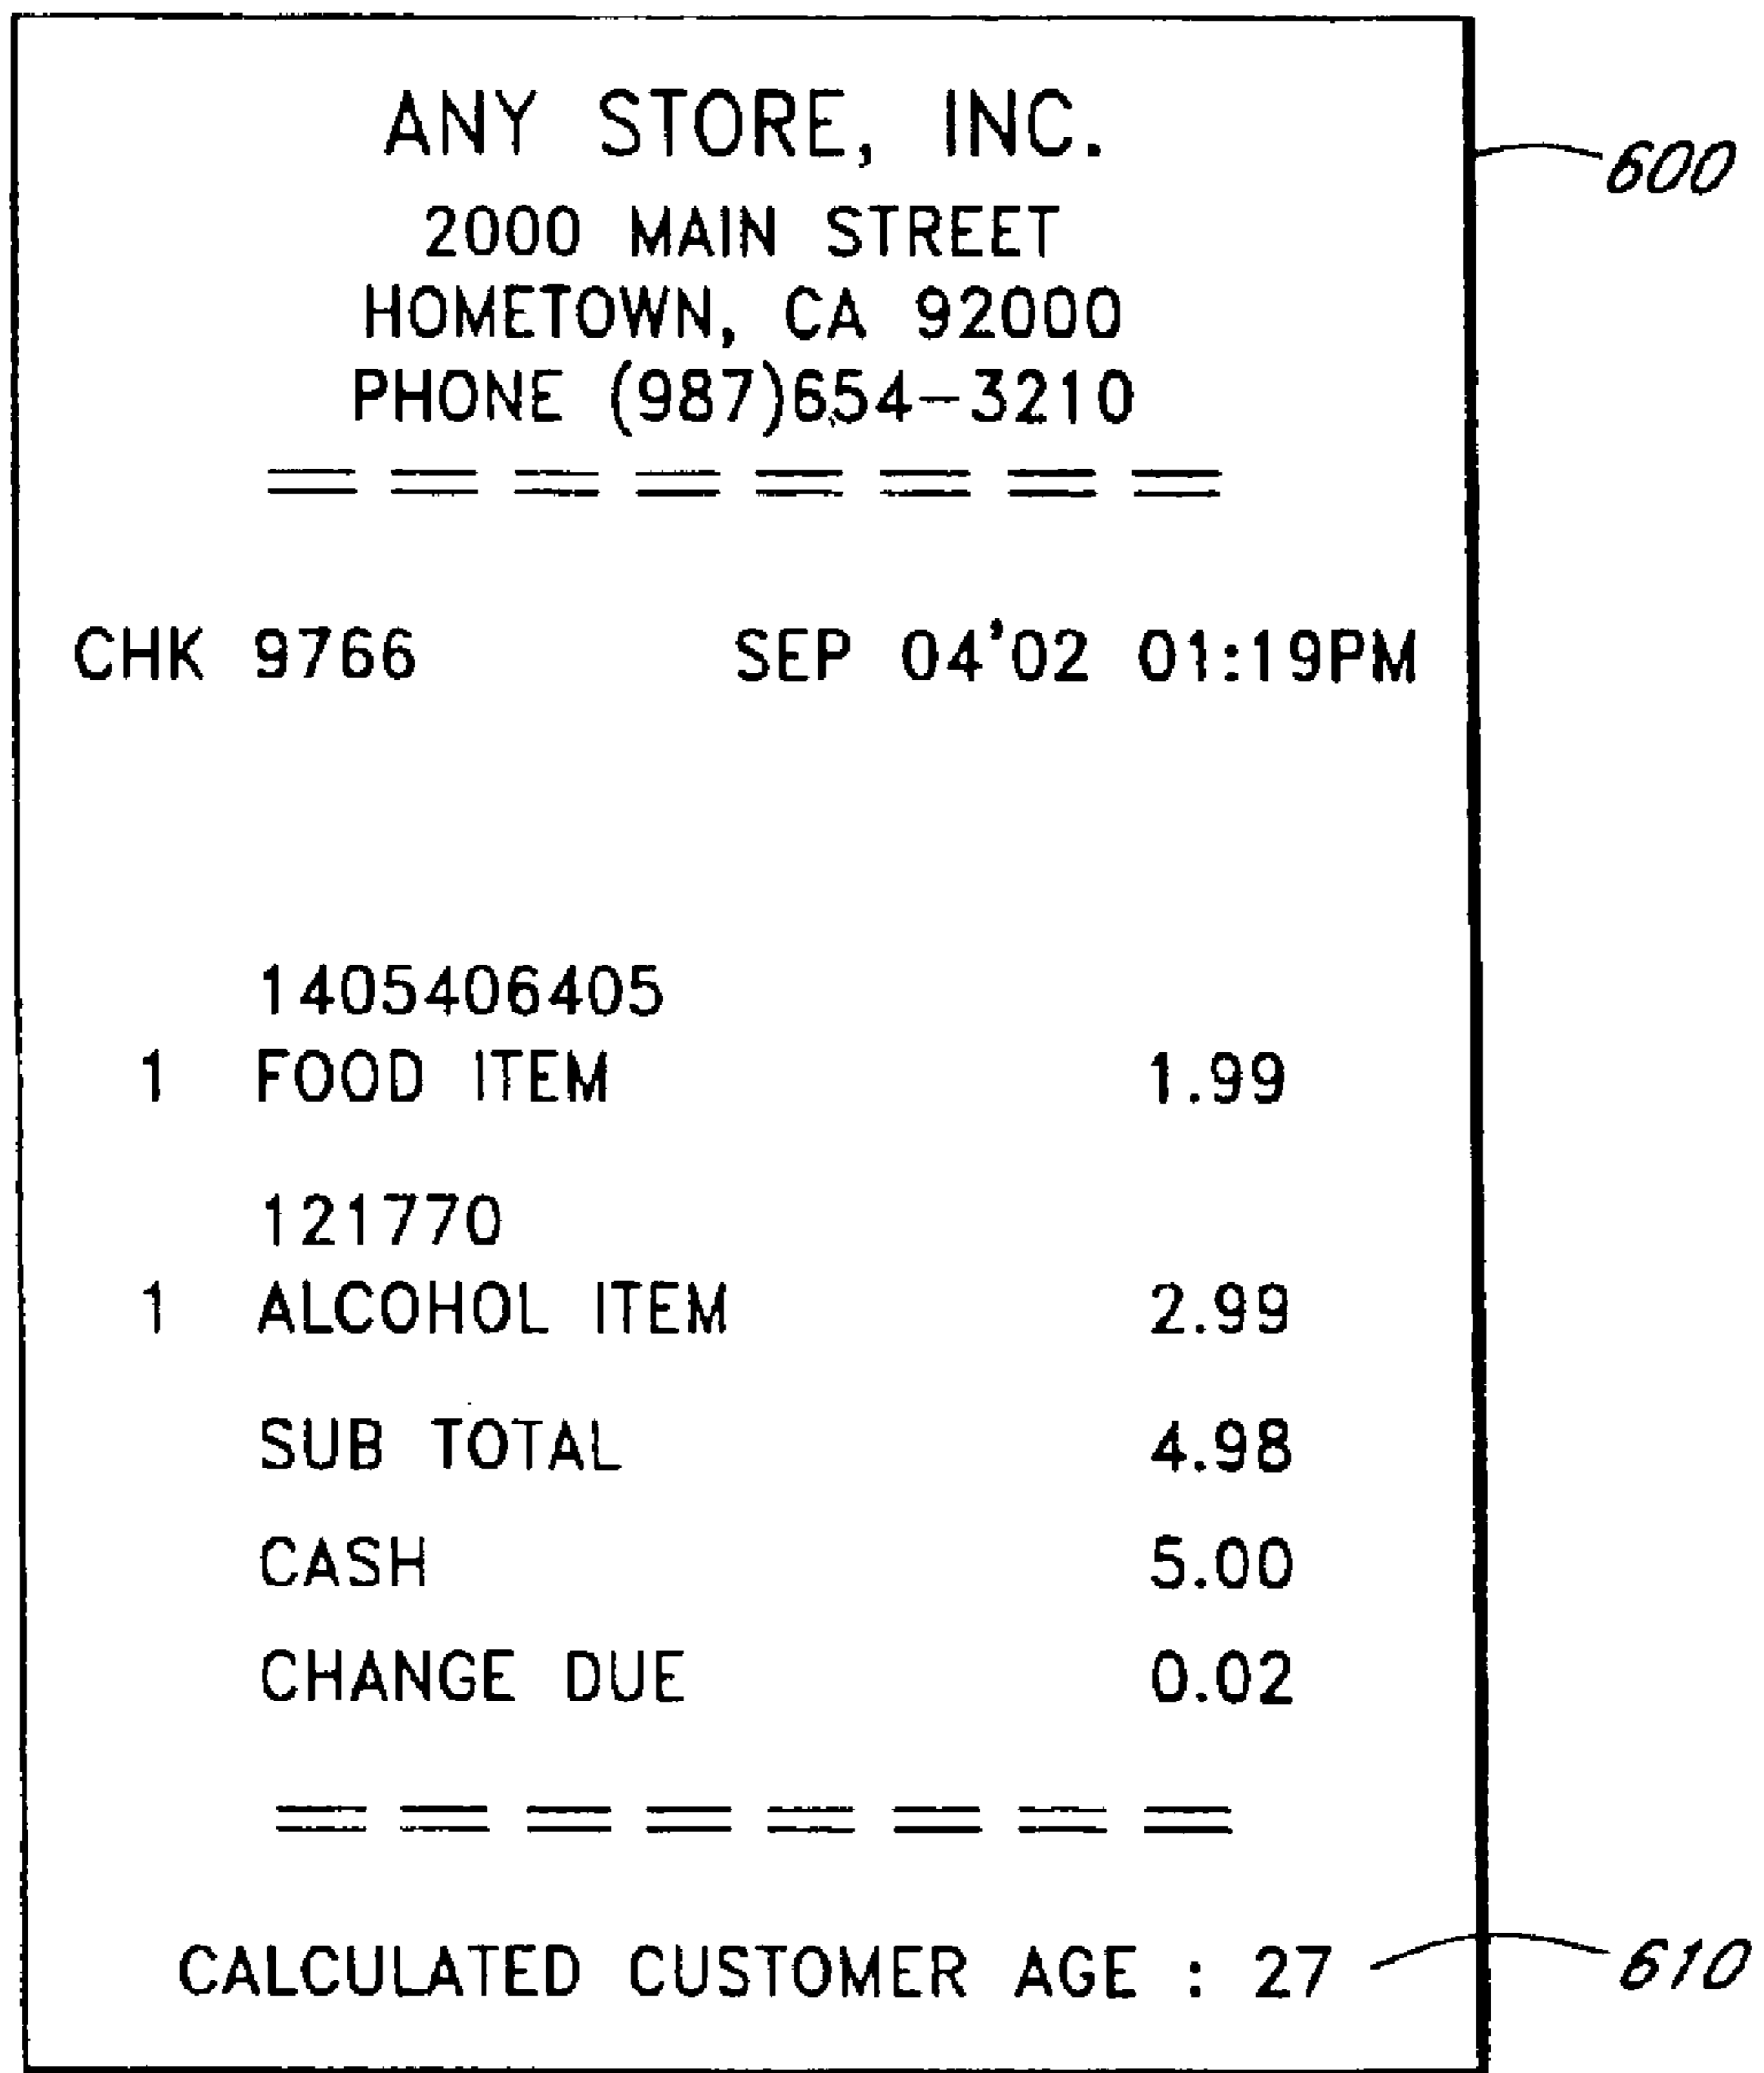 ANY STORE, INC.
600
2000 MAIN STREET
HOMETOWN, CA 92000
PHONE (987)654-3210
= = = = = = = =
CHK 9766 SEP 04'02 01:19PM
1405406405
1 FOOD ITEM 1.99
121770
1 ALCOHOL ITEM 2.99
SUB TOTAL 4.98
CASH 5.00
CHANGE DUE 0.02
= = = = = = = =
CALCULATED CUSTOMER AGE : 27
610